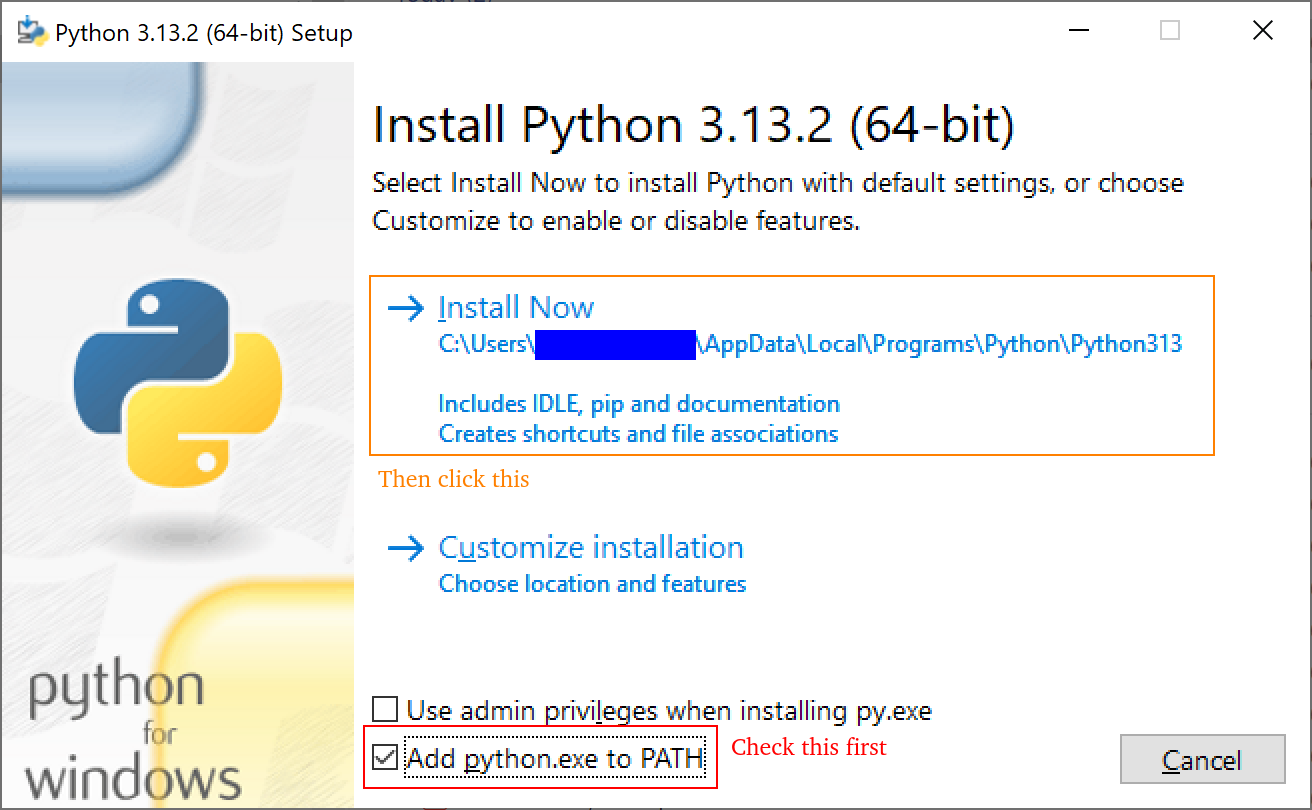 Python 3.13.2 (64-bit) Setup
Install Python 3.13.2 (64-bit)
Select Install Now to install Python with default settings, or choose
Customize to enable or disable features.
Install Now
C:\Users\ \AppData\Local\Programs\Python\Python313
Includes IDLE, pip and documentation
Creates shortcuts and file associations
Then click this
Customize installation
Choose location and features
Use admin privileges when installing py.exe
Add python.exe to PATH
Check this first
Cancel
python
for
windows